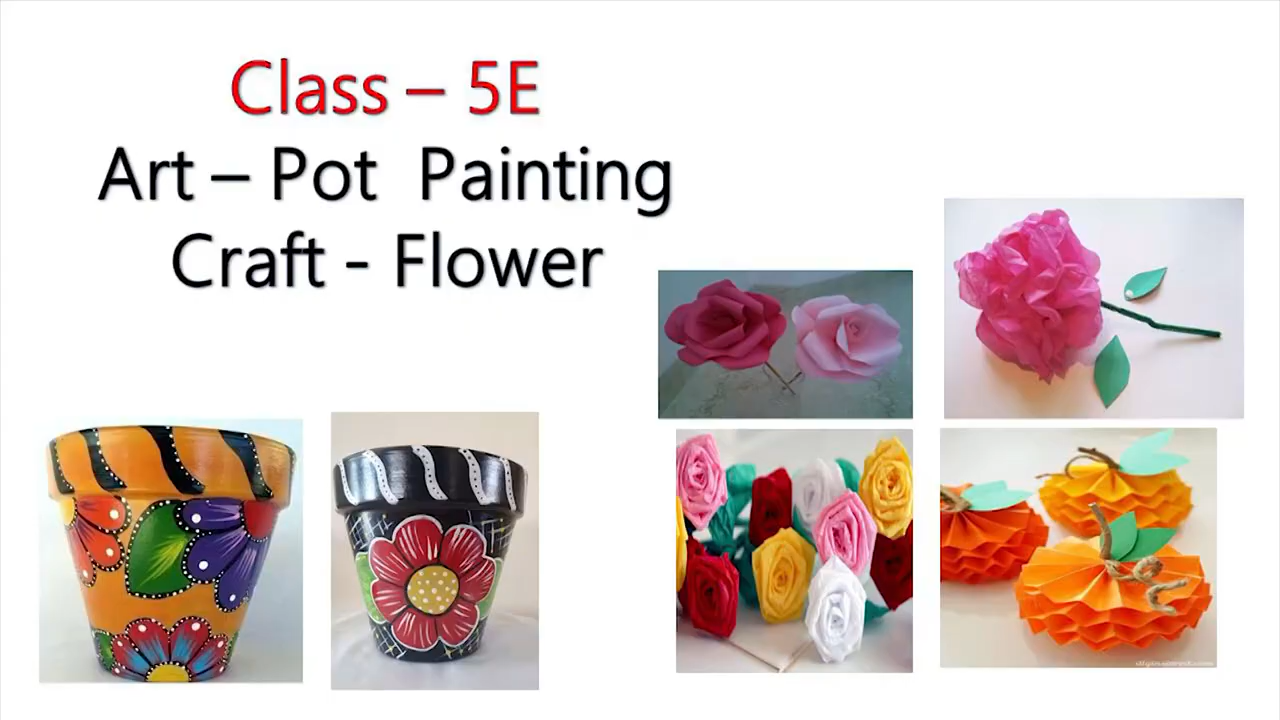 Class – 5E
Art – Pot Painting
Craft - Flower